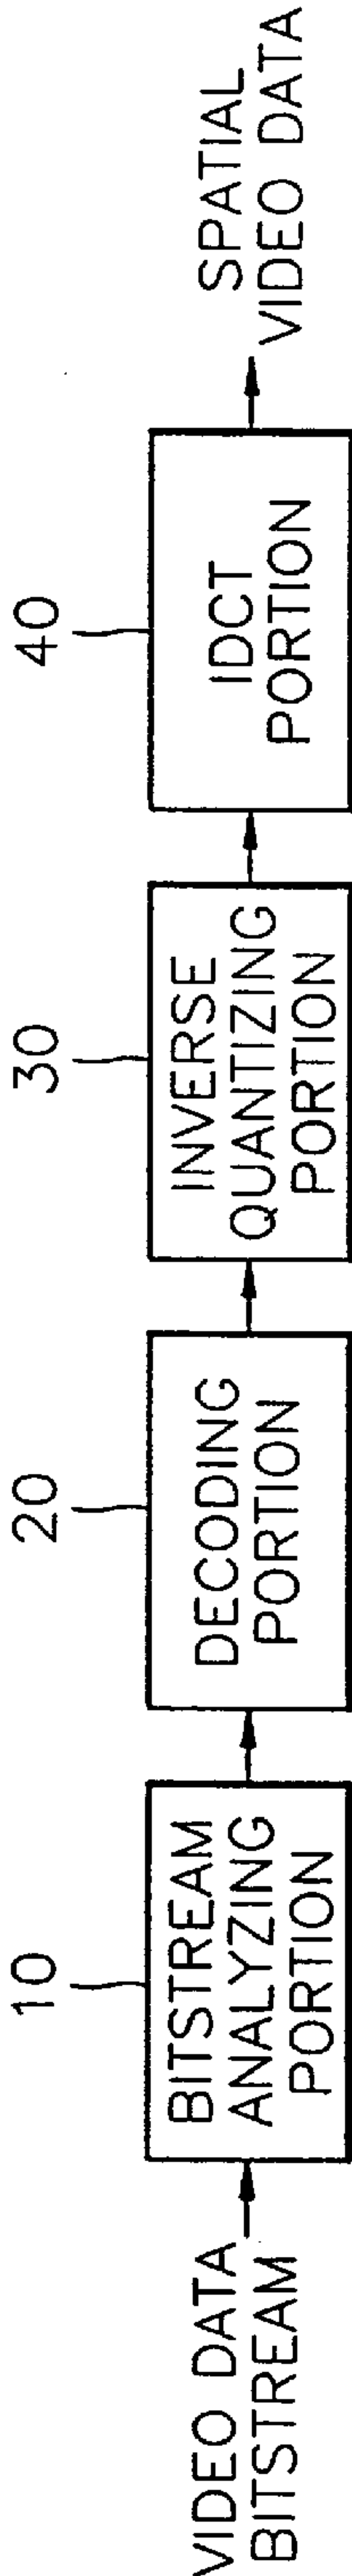 VIDEO DATA
BITSTREAM
10
BITSTREAM
ANALYZING
PORTION
20
DECODING
PORTION
30
INVERSE
QUANTIZING
PORTION
40
IDCT
PORTION
SPATIAL
VIDEO DATA